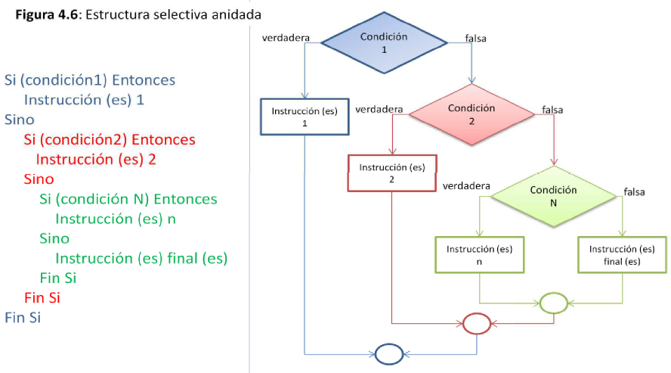 Figura 4.6: Estructura selectiva anidada
Si (condición1) Entonces
Instrucción (es) 1
Sino
Si (condición2) Entonces
Instrucción (es) 2
Sino
Si (condición N) Entonces
Instrucción (es) n
Sino
Instrucción (es) final (es)
Fin Si
Fin Si
Fin Si
verdadera
Condición
1
falsa
Instrucción (es)
1
verdadera
Condición
2
falsa
Instrucción (es)
2
verdadera
Condición
N
falsa
Instrucción (es)
n
Instrucción (es)
final (es)